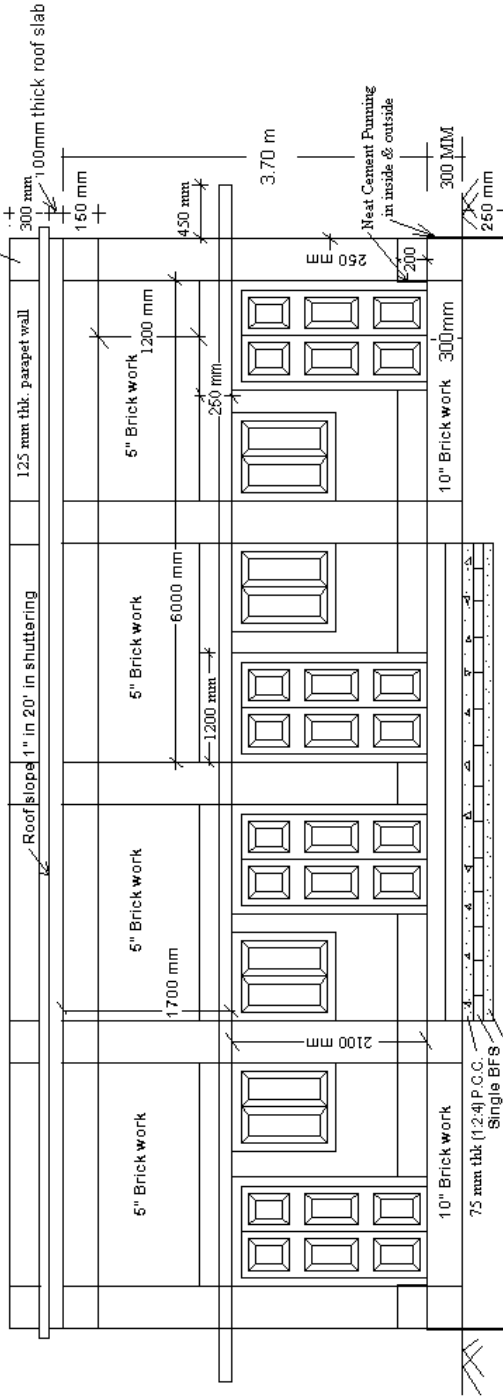 300 mm
100mm thick roof slab
150 mm
125 mm thk. parapet wall
Roof slope 1" in 20' in shuttering
5" Brick work
5" Brick work
5" Brick work
5" Brick work
1200 mm
6000 mm
1200 mm
1700 mm
250 mm
450 mm
3.70 m
2100 mm
250 mm
Neat Cement Punning
in inside & outside
200
300 MM
300mm
250 mm
10" Brick work
10" Brick work
75 mm thk (1:2:4) P.C.C.
Single BFS